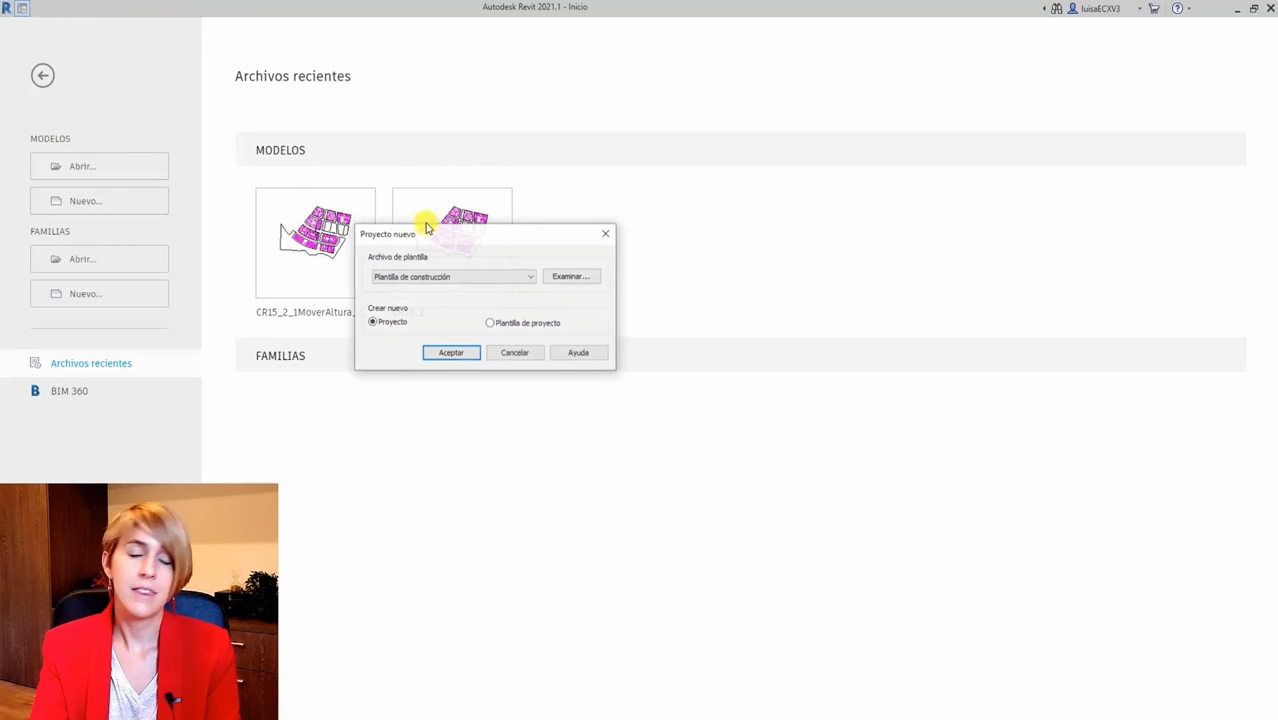 Autodesk Revit 2021.1 - Inicio
luisaECXV3
Archivos recientes
MODELOS
Abrir...
Nuevo...
FAMILIAS
Abrir...
Nuevo...
Archivos recientes
BIM 360
MODELOS
CR15_2_1MoverAltura_
FAMILIAS
Proyecto nuevo
Archivo de plantilla
Plantilla de construcción
Examinar...
Crear nuevo
Proyecto
Plantilla de proyecto
Aceptar
Cancelar
Ayuda